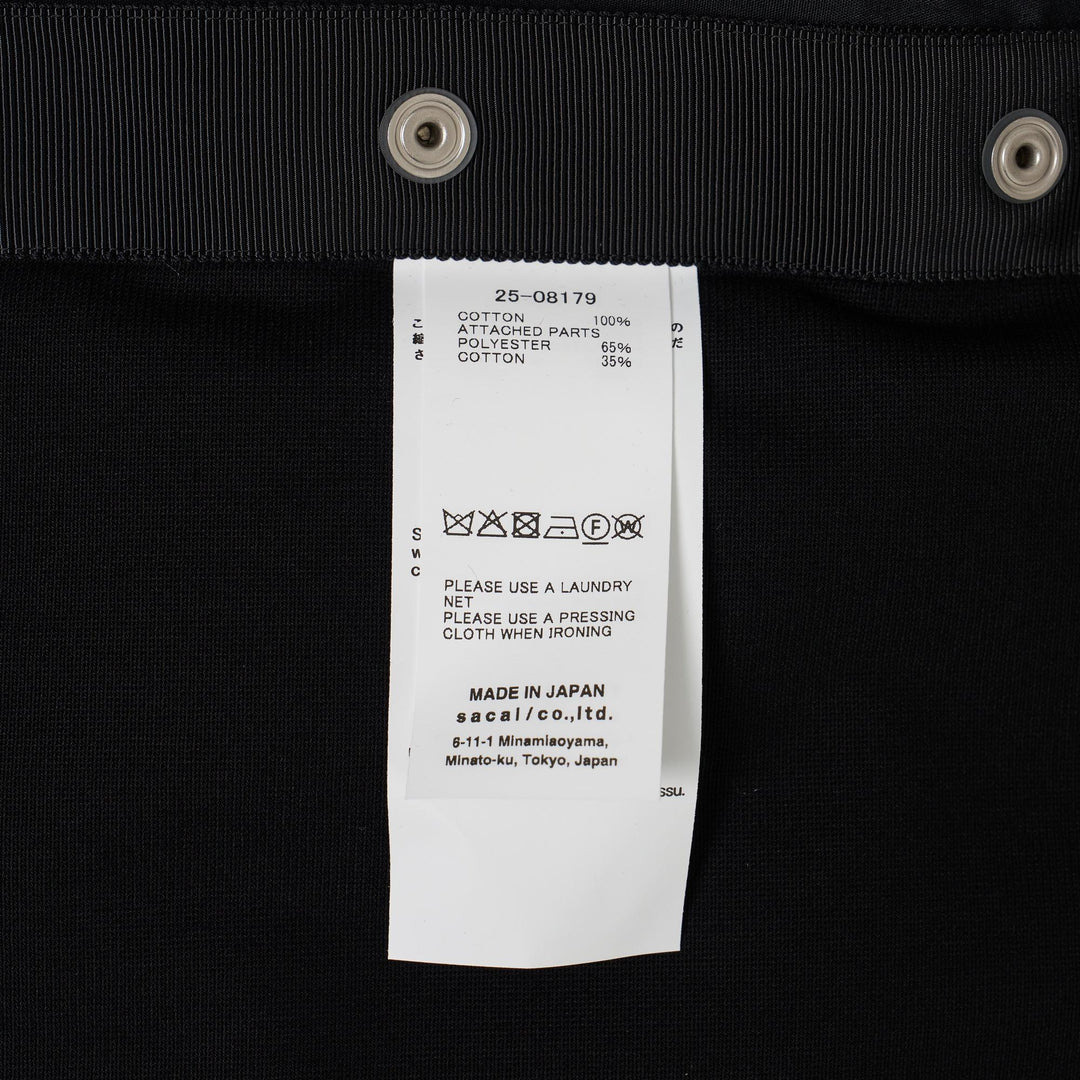 25-08179
COTTON 100%
ATTACHED PARTS
POLYESTER 65%
COTTON 35%
F
W
PLEASE USE A LAUNDRY
NET
PLEASE USE A PRESSING
CLOTH WHEN IRONING
MADE IN JAPAN
sacai/co.,ltd.
6-11-1 Minamiaoyama,
Minato-ku, Tokyo, Japan